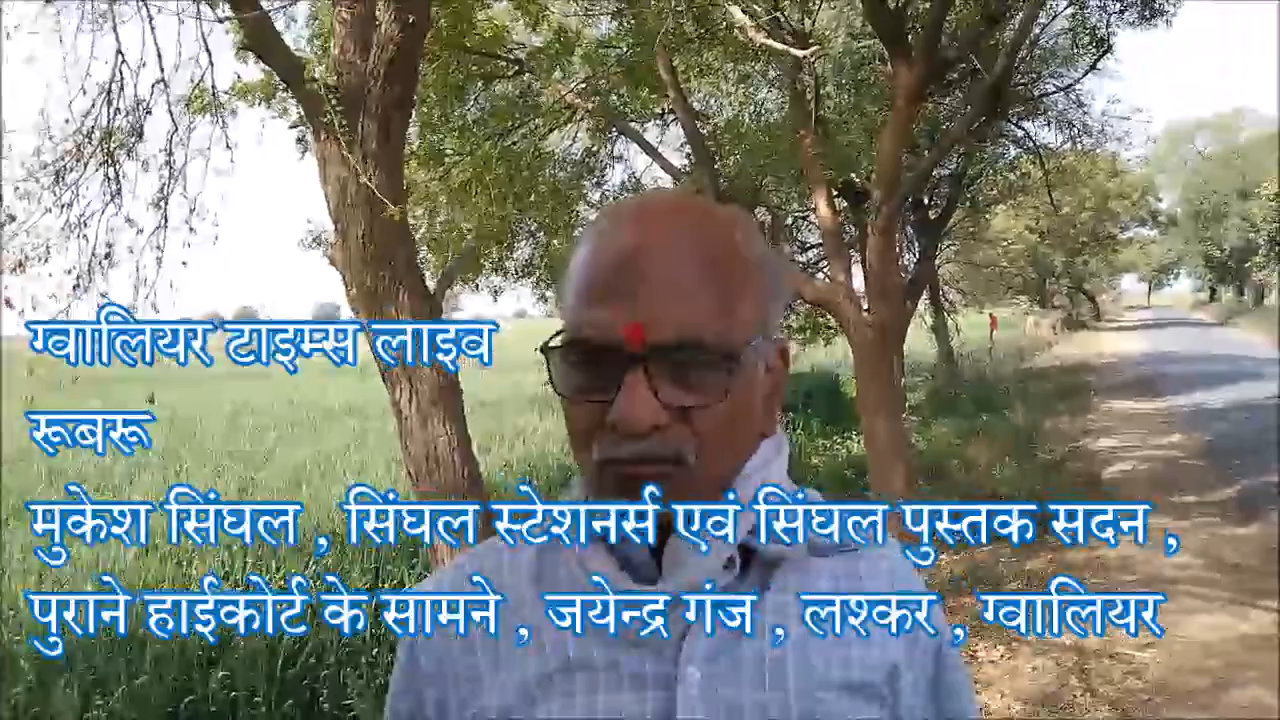 ग्वालियर टाइम्स लाइव
रूबरू
मुकेश सिंघल , सिंघल स्टेशनर्स एवं सिंघल पुस्तक सदन ,
पुराने हाईकोर्ट के सामने , जयेन्द्र गंज , लश्कर , ग्वालियर